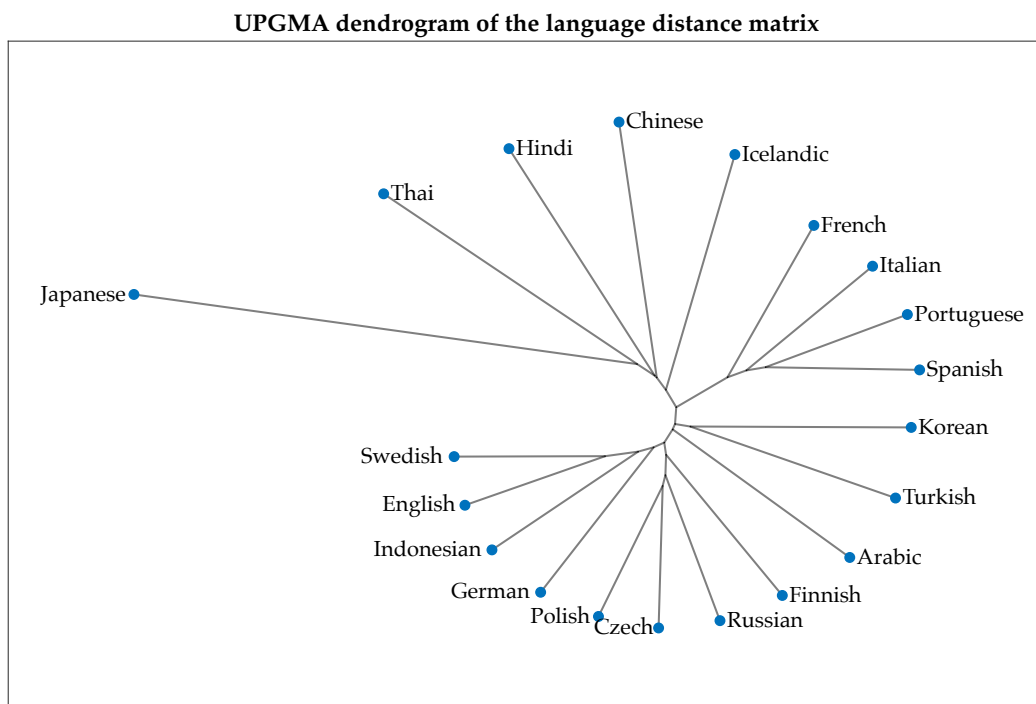 UPGMA dendrogram of the language distance matrix
Chinese
Hindi
Icelandic
Thai
French
Italian
Japanese
Portuguese
Spanish
Korean
Swedish
Turkish
English
Indonesian
Arabic
German
Finnish
Polish
Czech
Russian